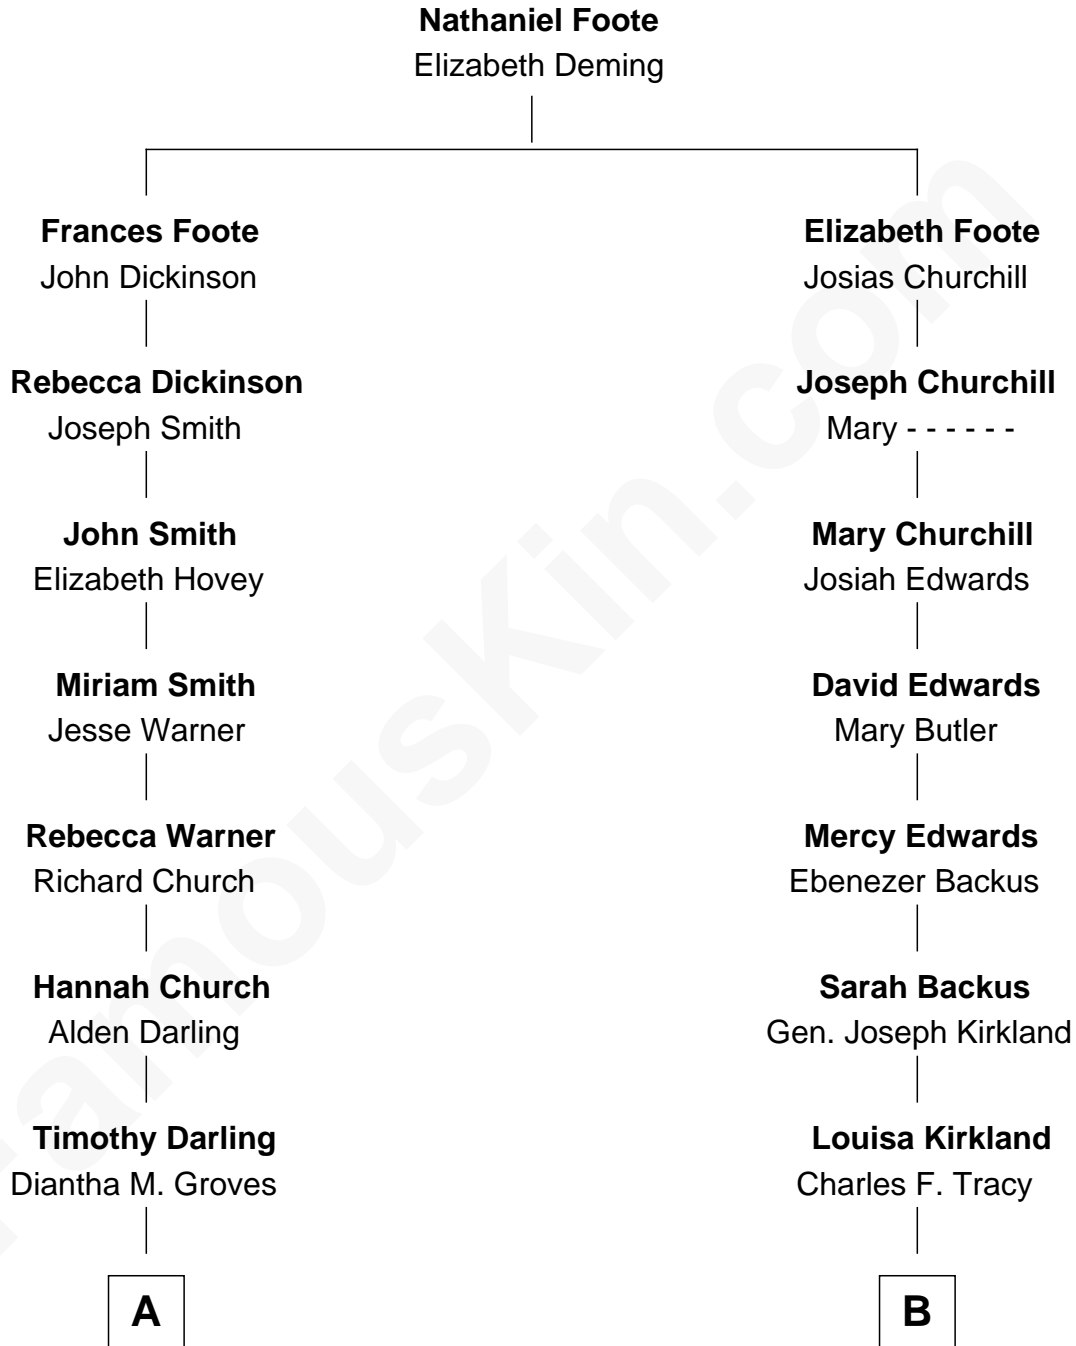 Nathaniel Foote
Elizabeth Deming
Frances Foote
John Dickinson
Elizabeth Foote
Josias Churchill
Rebecca Dickinson
Joseph Smith
Joseph Churchill
Mary - - - - - -
John Smith
Elizabeth Hovey
Mary Churchill
Josiah Edwards
Miriam Smith
Jesse Warner
David Edwards
Mary Butler
Rebecca Warner
Richard Church
Mercy Edwards
Ebenezer Backus
Hannah Church
Alden Darling
Sarah Backus
Gen. Joseph Kirkland
Timothy Darling
Diantha M. Groves
Louisa Kirkland
Charles F. Tracy
A
B
FamousKin.com